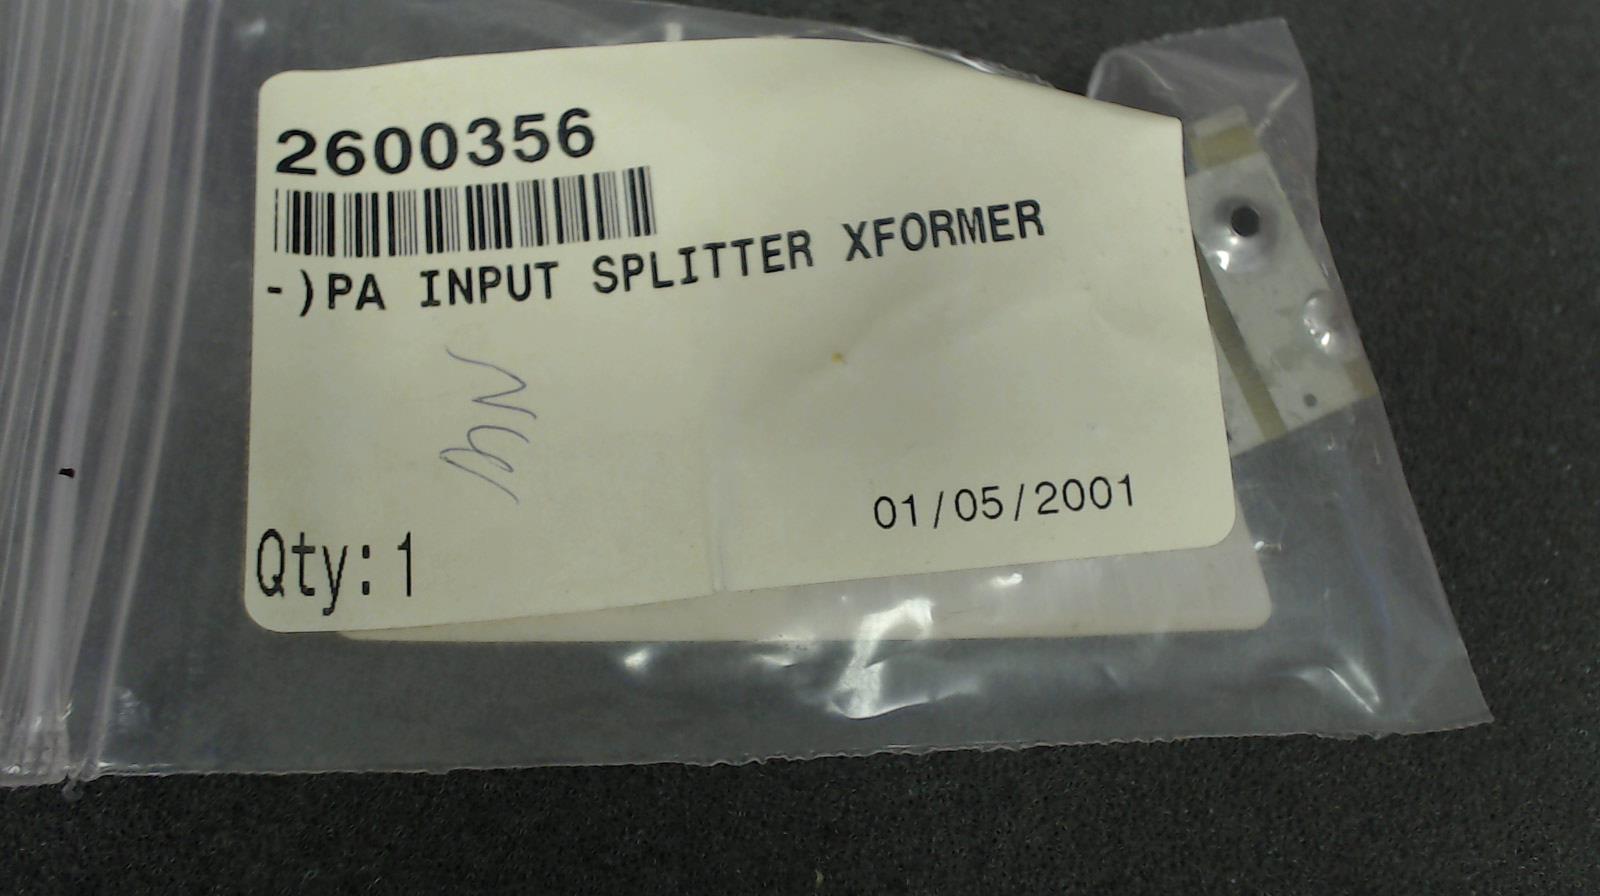 2600356
-)PA INPUT SPLITTER XFORMER
01/05/2001
Qty:1